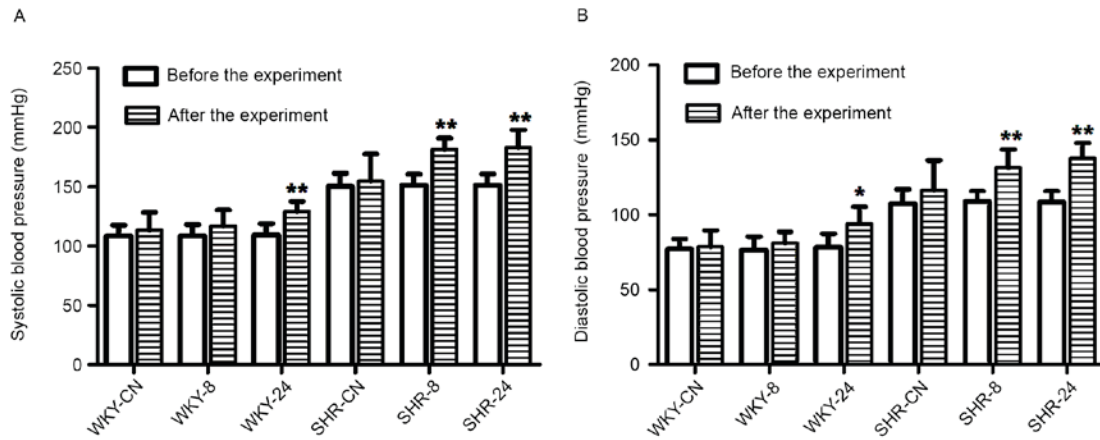 A
Systolic blood pressure (mmHg)
250
200
150
100
50
0
Before the experiment
After the experiment
**
**
**
WKY-CN
WKY-8
WKY-24
SHR-CN
SHR-8
SHR-24
B
Diastolic blood pressure (mmHg)
200
150
100
50
0
Before the experiment
After the experiment
*
**
**
WKY-CN
WKY-8
WKY-24
SHR-CN
SHR-8
SHR-24